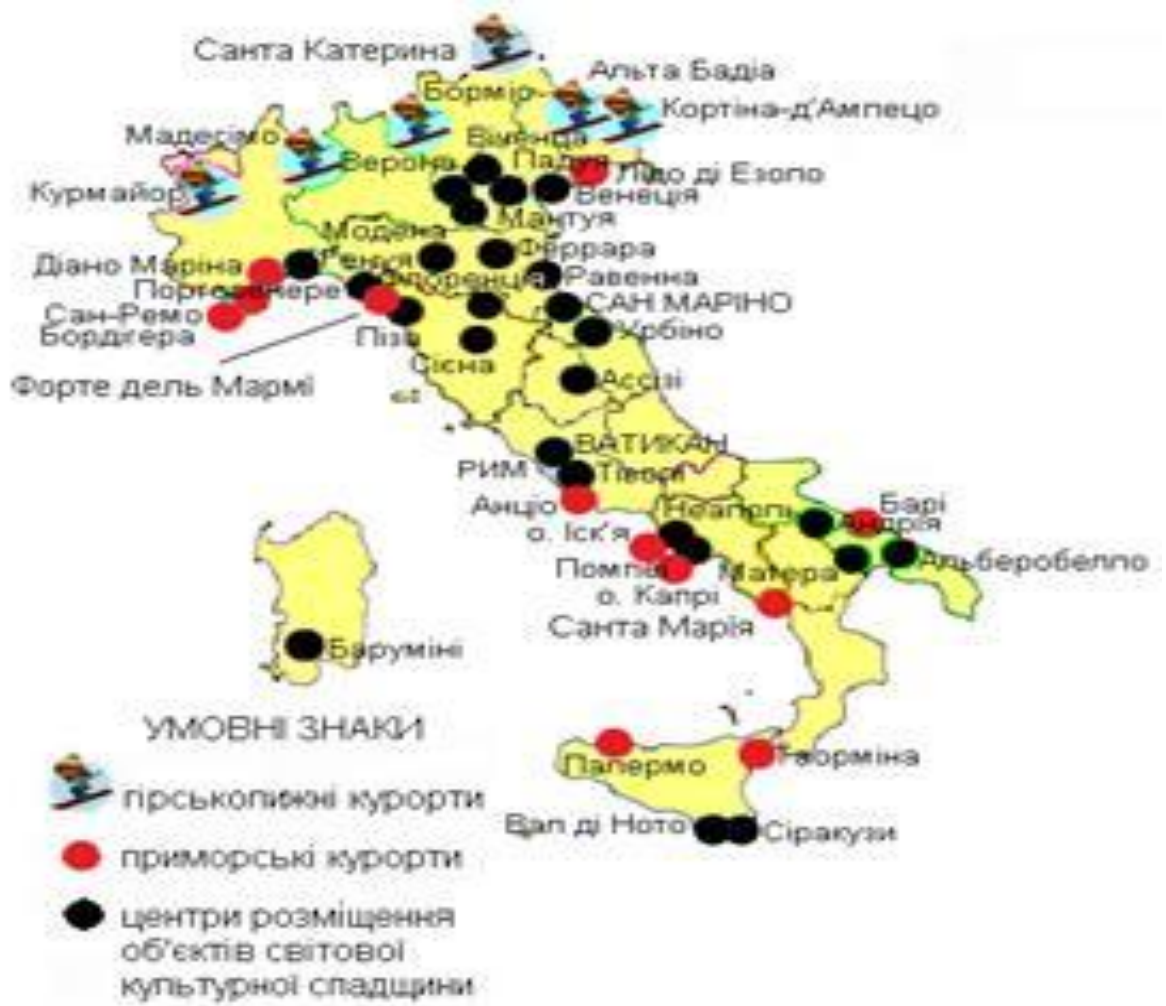 Санта Катерина
Альта Бадіа
Борміо
Кортіна-д'Ампецо
Мадесімо
Віченца
Верона
Падуя
Лідо ді Езоло
Курмайор
Венеція
Мантуя
Модена
Феррара
Діано Маріна
Генуя
Флоренція
Равенна
САН МАРІНО
Сан-Ремо
Урбіно
Бордігера
Піза
Сієна
Форте дель Мармі
Ассізі
ВАТИКАН
РИМ
Тіволі
Анціо
Неаполь
Барі
Андрія
о. Іск'я
Альберобелло
Помпеї
Матера
о. Капрі
Санта Марія
Баруміні
УМОВНІ ЗНАКИ
Палермо
Таорміна
гірськолижні курорти
Вал ді Ното
Сіракузи
приморські курорти
центри розміщення
об'єктів світової
культурної спадщини